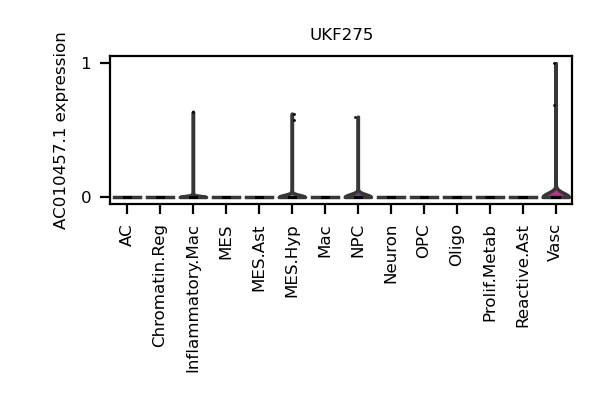 UKF275
AC010457.1 expression
1
0
AC
Chromatin.Reg
Inflammatory.Mac
MES
MES.Ast
MES.Hyp
Mac
NPC
Neuron
OPC
Oligo
Prolif.Metab
Reactive.Ast
Vasc